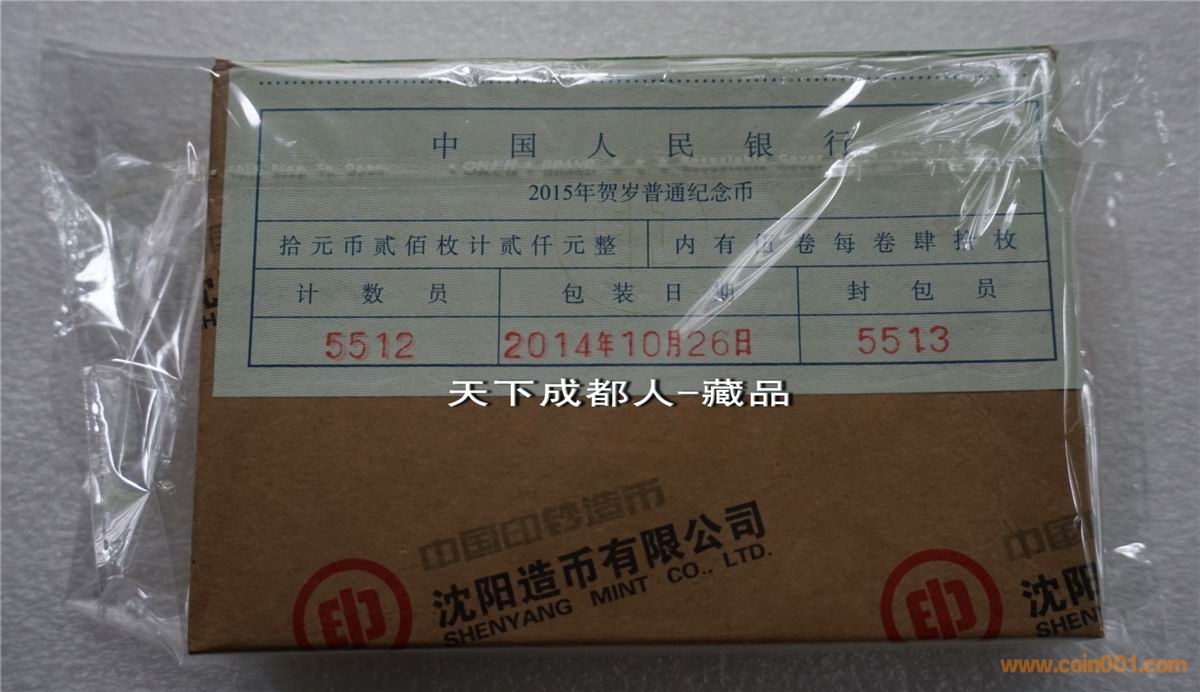 中国人民银行
2015年贺岁普通纪念币
拾元币贰佰枚计贰仟元整 内有伍卷每卷肆拾枚
计数员 包装日期 封包员
5512 2014年10月26日 5513
天下成都人-藏品
中国印钞造币
沈阳造币有限公司
SHENYANG MINT CO., LTD.
印
印
中国印
沈阳
SHEN
www.coin001.com